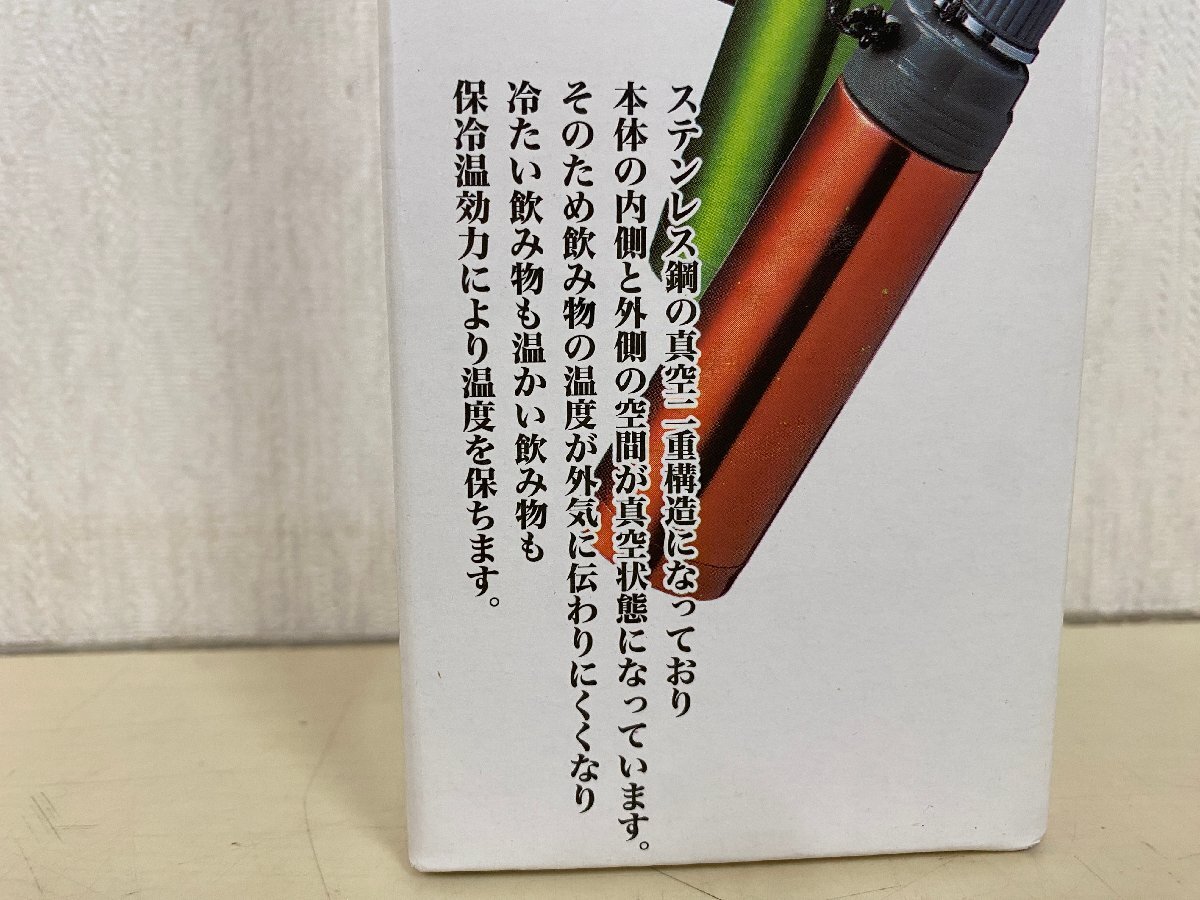 ステンレス鋼の真空二重構造になっており
本体の内側と外側の空間が真空状態になっています。
そのため飲み物の温度が外気に伝わりにくくなり
冷たい飲み物も温かい飲み物も
保冷温効力により温度を保ちます。